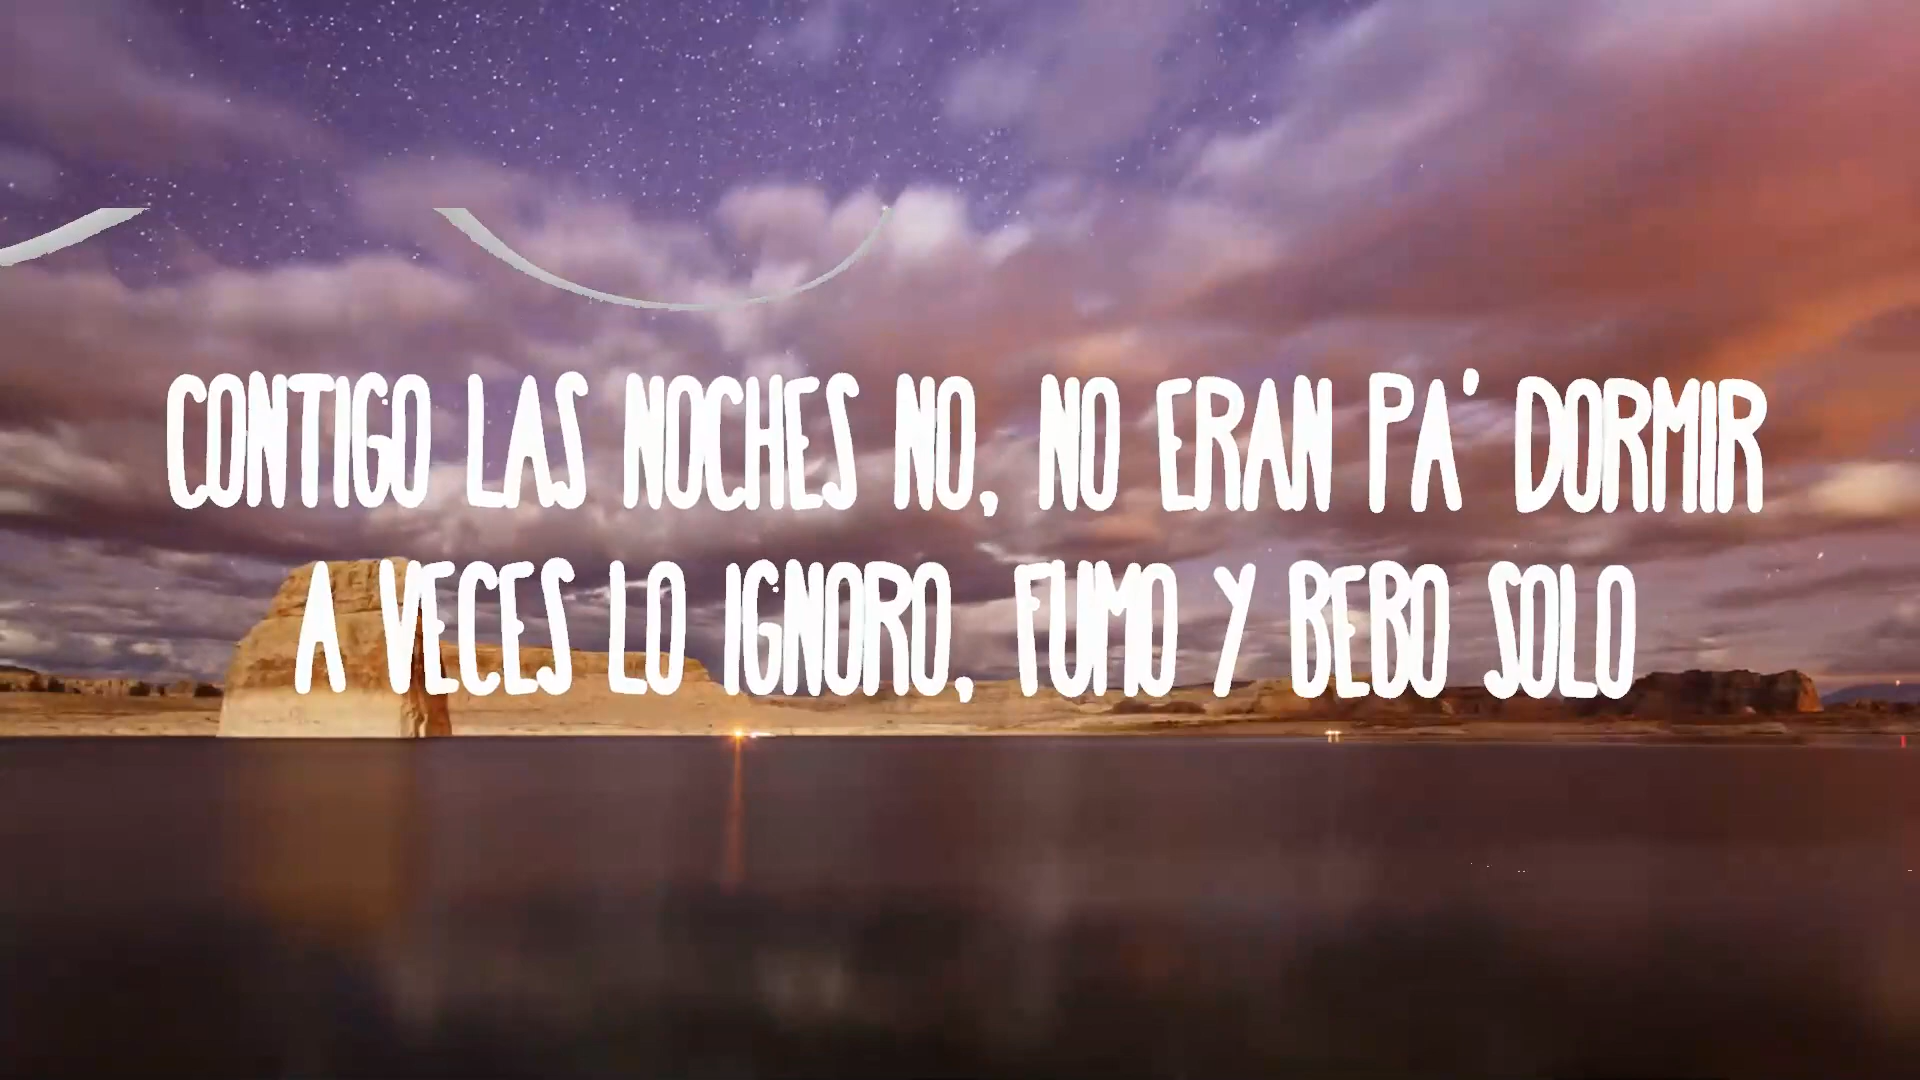 CONTIGO LAS NOCHES NO, NO ERAN PA' DORMIR
A VECES LO IGNORO, FUMO Y BEBO SOLO